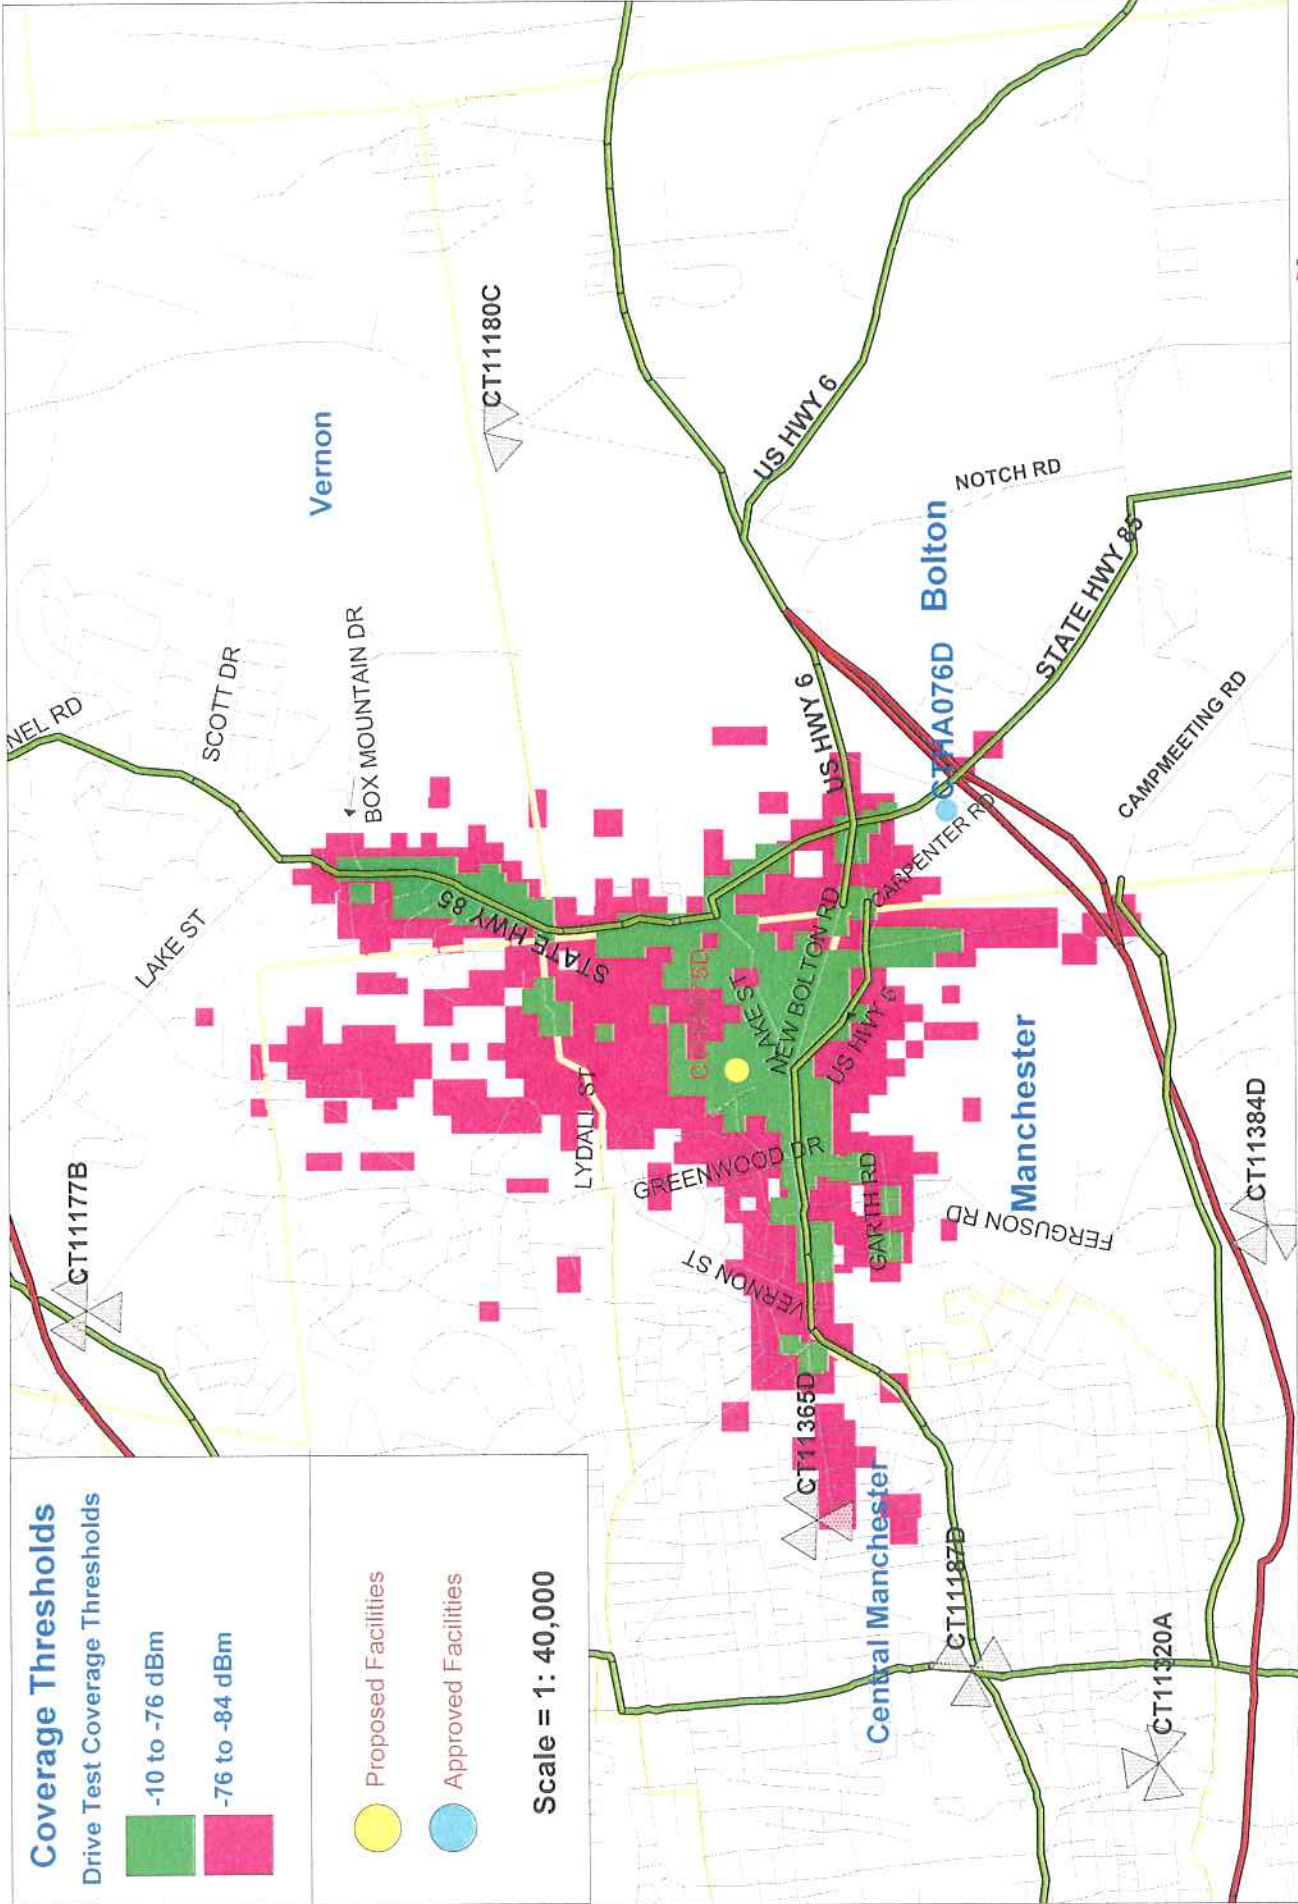 Coverage Thresholds
Drive Test Coverage Thresholds
-10 to -76 dBm
-76 to -84 dBm
Proposed Facilities
Approved Facilities
Scale = 1: 40,000
CT11177B
LAKE ST
SCOTT DR
NEL RD
BOX MOUNTAIN DR
Vernon
CT11180C
STATE HWY 85
LYDALL ST
GREENWOOD DR
VERNON ST
LAKE ST
NEW BOLTON RD
US HWY 6
US HWY 6
US HWY 6
GARTH RD
CARPENTER RD
CTHA076D
Bolton
NOTCH RD
STATE HWY 85
CAMPMEETING RD
CT11365D
Central Manchester
CT11187D
FERGUSON RD
Manchester
CT11320A
CT11384D